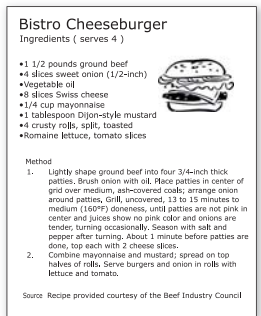 Bistro Cheeseburger
Ingredients ( serves 4 )
•1 1/2 pounds ground beef
•4 slices sweet onion (1/2-inch)
•Vegetable oil
•8 slices Swiss cheese
•1/4 cup mayonnaise
•1 tablespoon Dijon-style mustard
•4 crusty rolls, split, toasted
•Romaine lettuce, tomato slices
Method
1. Lightly shape ground beef into four 3/4-inch thick
patties. Brush onion with oil. Place patties in center of
grid over medium, ash-covered coals; arrange onion
around patties, Grill, uncovered, 13 to 15 minutes to
medium (160°F) doneness, until patties are not pink in
center and juices show no pink color and onions are
tender, turning occasionally. Season with salt and
pepper after turning. About 1 minute before patties are
done, top each with 2 cheese slices.
2. Combine mayonnaise and mustard; spread on top
halves of rolls. Serve burgers and onion in rolls with
lettuce and tomato.
Source Recipe provided courtesy of the Beef Industry Council